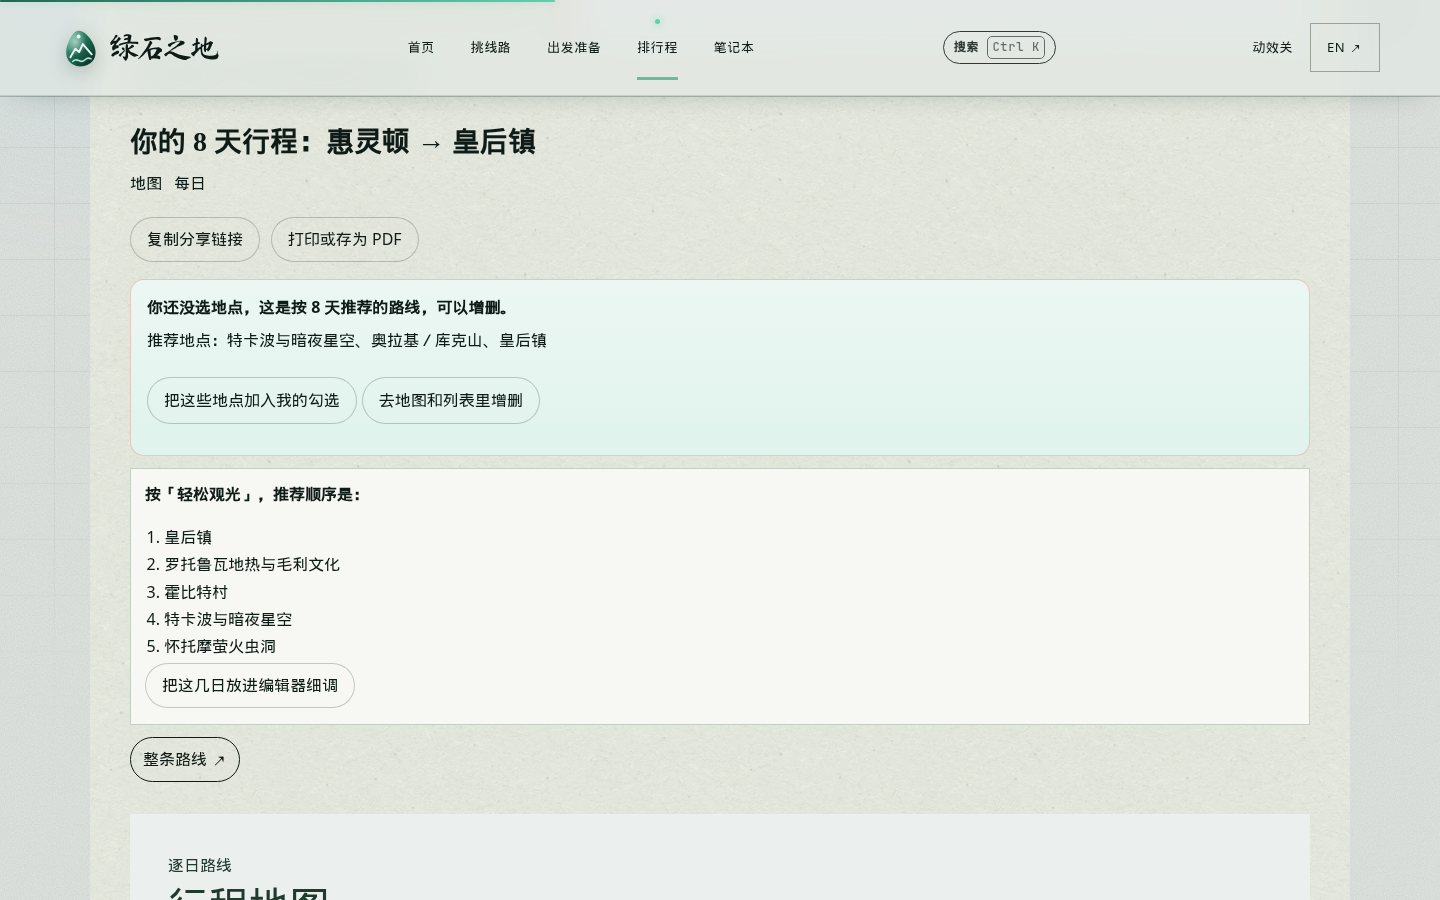 绿石之地
首页 挑线路 出发准备 排行程 笔记本
搜索 Ctrl K
动效关
EN ↗
你的 8 天行程：惠灵顿 → 皇后镇
地图 每日
复制分享链接 打印或存为 PDF
你还没选地点，这是按 8 天推荐的路线，可以增删。
推荐地点：特卡波与暗夜星空、奥拉基 / 库克山、皇后镇
把这些地点加入我的勾选 去地图和列表里增删
按「轻松观光」，推荐顺序是：
1. 皇后镇
2. 罗托鲁瓦地热与毛利文化
3. 霍比特村
4. 特卡波与暗夜星空
5. 怀托摩萤火虫洞
把这几日放进编辑器细调
整条路线 ↗
逐日路线
行程地图